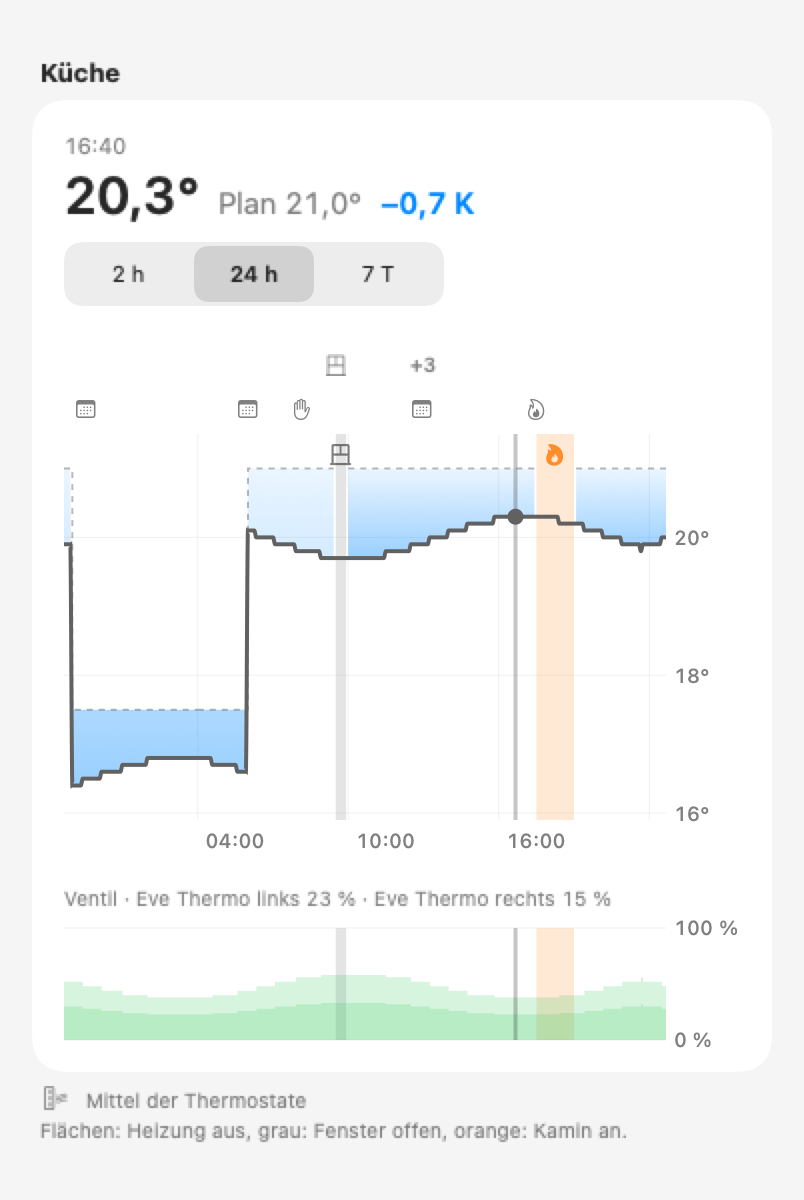 Küche
16:40
20,3° Plan 21,0° –0,7 K
2 h 24 h 7 T
+3
20°
18°
16°
04:00 10:00 16:00
Ventil · Eve Thermo links 23 % · Eve Thermo rechts 15 %
100 %
0 %
Mittel der Thermostate
Flächen: Heizung aus, grau: Fenster offen, orange: Kamin an.